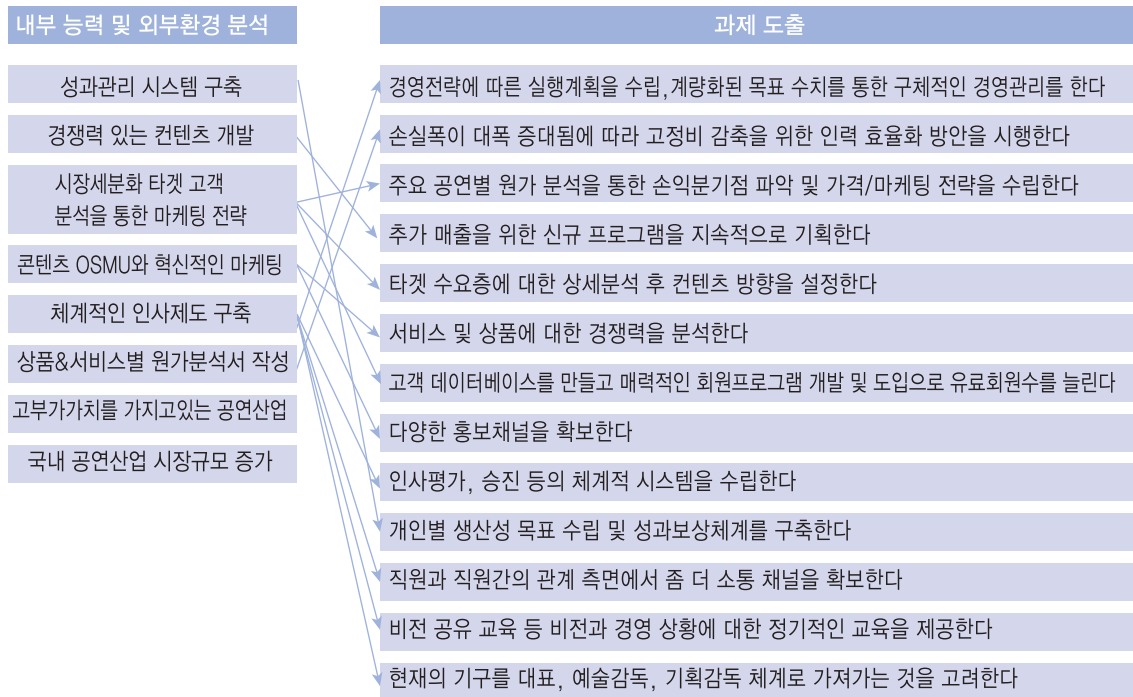 내부 능력 및 외부환경 분석
성과관리 시스템 구축
경쟁력 있는 컨텐츠 개발
시장세분화 타겟 고객
분석을 통한 마케팅 전략
콘텐츠 OSMU와 혁신적인 마케팅
체계적인 인사제도 구축
상품&서비스별 원가분석서 작성
고부가가치를 가지고있는 공연산업
국내 공연산업 시장규모 증가
과제 도출
경영전략에 따른 실행계획을 수립,계량화된 목표 수치를 통한 구체적인 경영관리를 한다
손실폭이 대폭 증대됨에 따라 고정비 감축을 위한 인력 효율화 방안을 시행한다
주요 공연별 원가 분석을 통한 손익분기점 파악 및 가격/마케팅 전략을 수립한다
추가 매출을 위한 신규 프로그램을 지속적으로 기획한다
타겟 수요층에 대한 상세분석 후 컨텐츠 방향을 설정한다
서비스 및 상품에 대한 경쟁력을 분석한다
고객 데이터베이스를 만들고 매력적인 회원프로그램 개발 및 도입으로 유료회원수를 늘린다
다양한 홍보채널을 확보한다
인사평가, 승진 등의 체계적 시스템을 수립한다
개인별 생산성 목표 수립 및 성과보상체계를 구축한다
직원과 직원간의 관계 측면에서 좀 더 소통 채널을 확보한다
비전 공유 교육 등 비전과 경영 상황에 대한 정기적인 교육을 제공한다
현재의 기구를 대표, 예술감독, 기획감독 체계로 가져가는 것을 고려한다